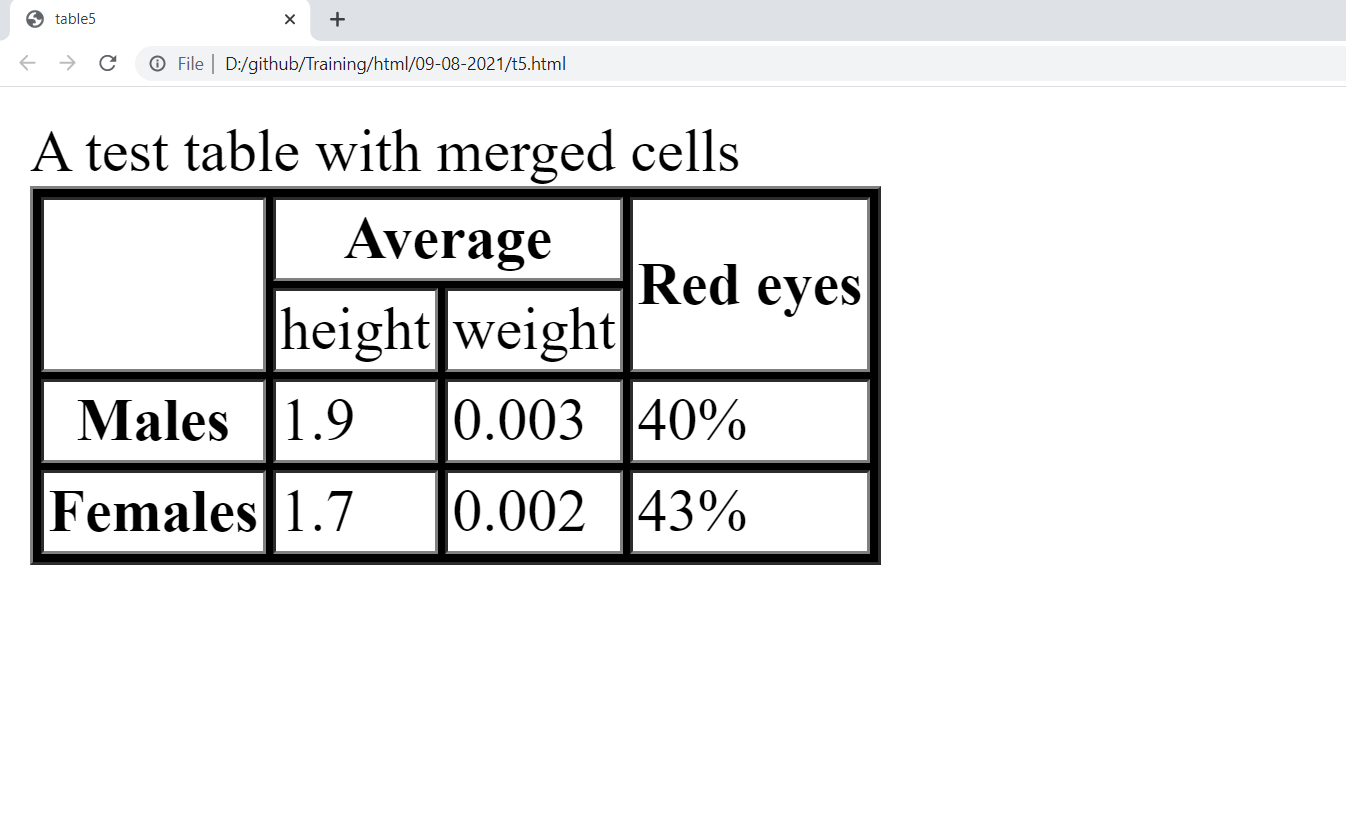 table5
File | D:/github/Training/html/09-08-2021/t5.html
A test table with merged cells
Average Red eyes
height weight
Males 1.9 0.003 40%
Females 1.7 0.002 43%